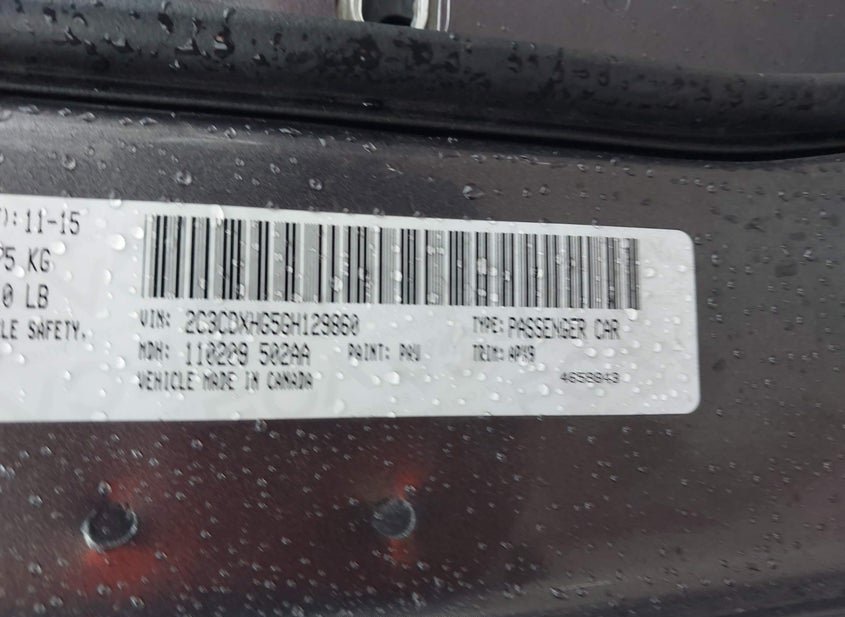 ): 11-15
75 KG
0 LB
LE SAFETY.
VIN: 2C3CDXHG5GH129860 TYPE: PASSENGER CAR
MDH: 110209 502AA PAINT: PAU TRIM: APX9
VEHICLE MADE IN CANADA 4658843